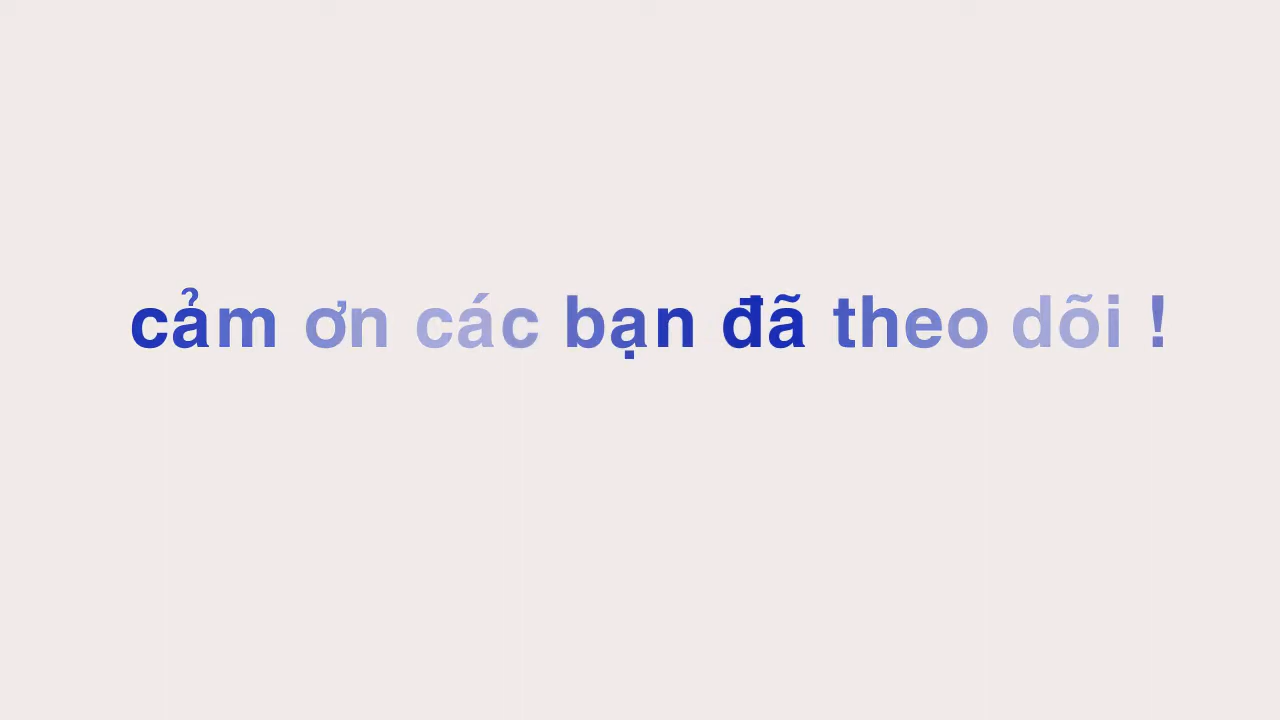 cảm ơn các bạn đã theo dõi !